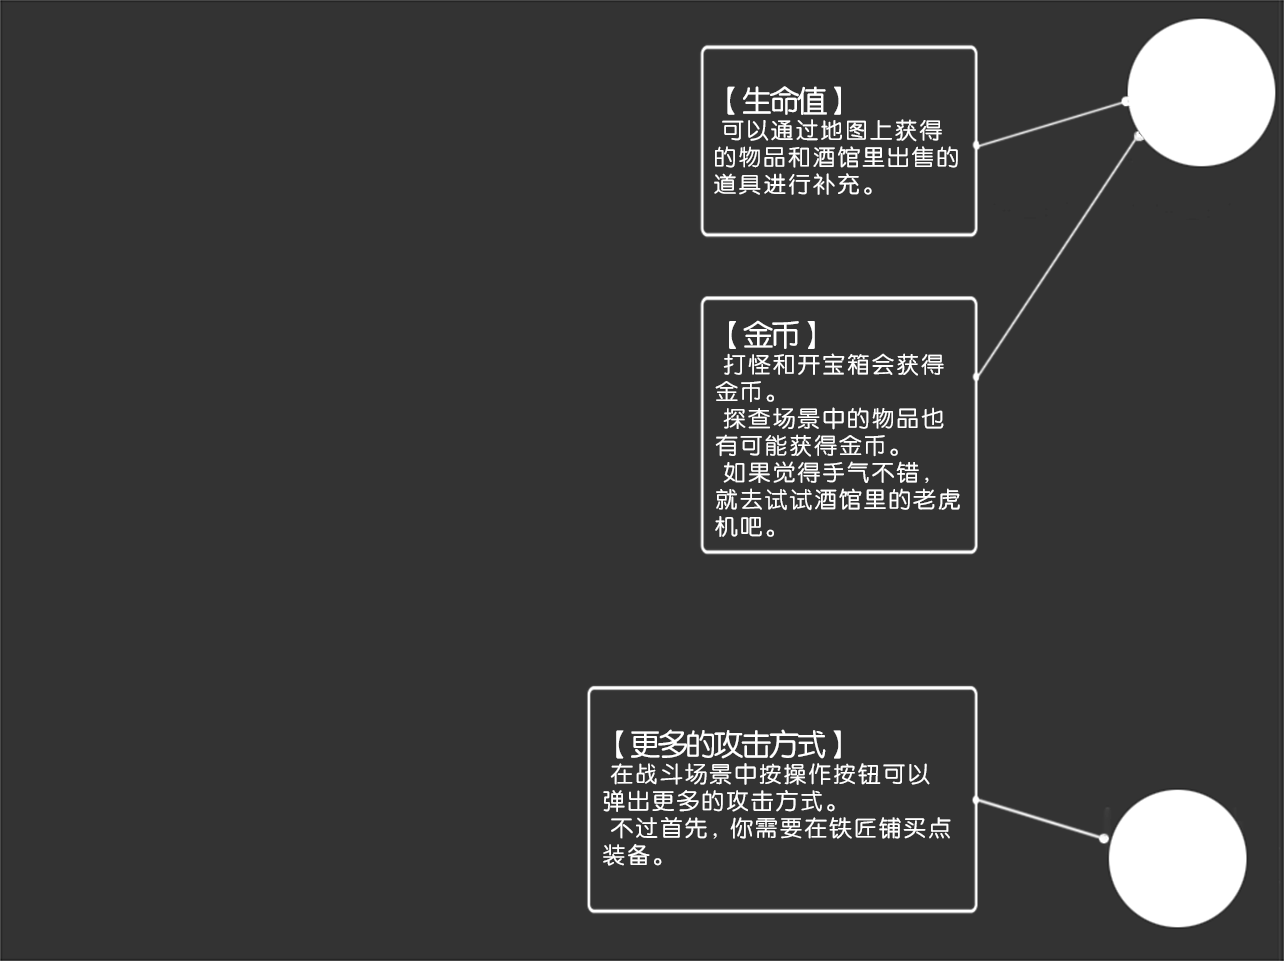 【生命值】
可以通过地图上获得
的物品和酒馆里出售的
道具进行补充。
【金币】
打怪和开宝箱会获得
金币。
探查场景中的物品也
有可能获得金币。
如果觉得手气不错，
就去试试酒馆里的老虎
机吧。
【更多的攻击方式】
在战斗场景中按操作按钮可以
弹出更多的攻击方式。
不过首先，你需要在铁匠铺买点
装备。